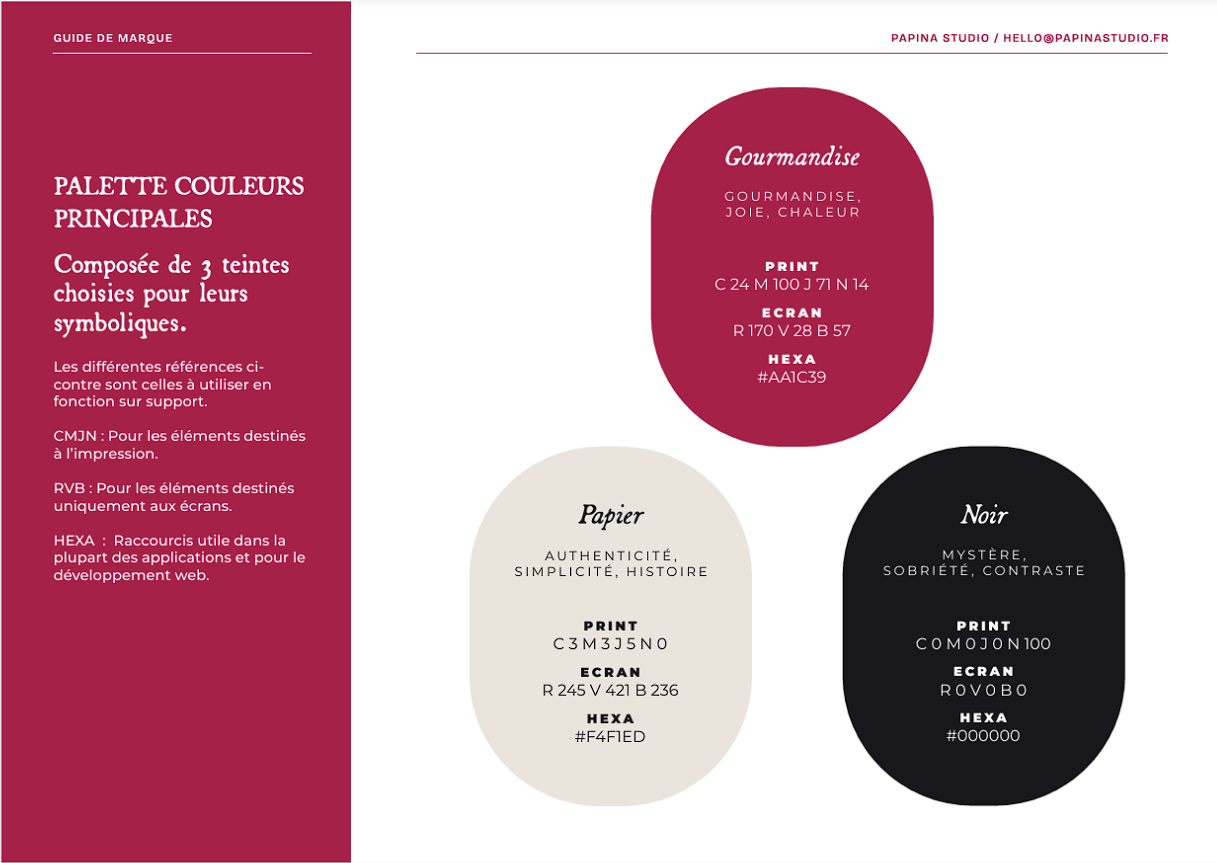 GUIDE DE MARQUE
PAPINA STUDIO / HELLO@PAPINASTUDIO.FR
PALETTE COULEURS
PRINCIPALES
Composée de 3 teintes
choisies pour leurs
symboliques.
Les différentes références ci-
contre sont celles à utiliser en
fonction sur support.
CMJN : Pour les éléments destinés
à l'impression.
RVB : Pour les éléments destinés
uniquement aux écrans.
HEXA : Raccourcis utile dans la
plupart des applications et pour le
développement web.
Gourmandise
GOURMANDISE,
JOIE, CHALEUR
PRINT
C 24 M 100 J 71 N 14
ECRAN
R 170 V 28 B 57
HEXA
#AA1C39
Papier
AUTHENTICITÉ,
SIMPLICITÉ, HISTOIRE
PRINT
C 3 M 3 J 5 N 0
ECRAN
R 245 V 421 B 236
HEXA
#F4F1ED
Noir
MYSTÈRE,
SOBRIÉTÉ, CONTRASTE
PRINT
C 0 M 0 J 0 N 100
ECRAN
R 0 V 0 B 0
HEXA
#000000